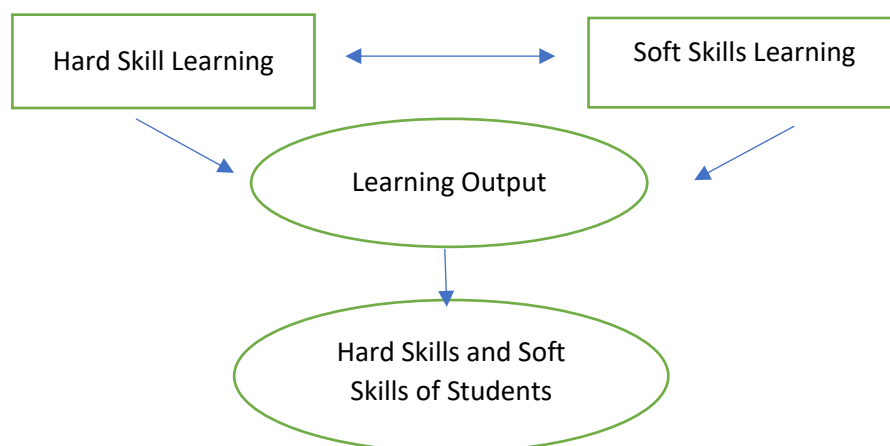 Hard Skill Learning
Soft Skills Learning
Learning Output
Hard Skills and Soft
Skills of Students